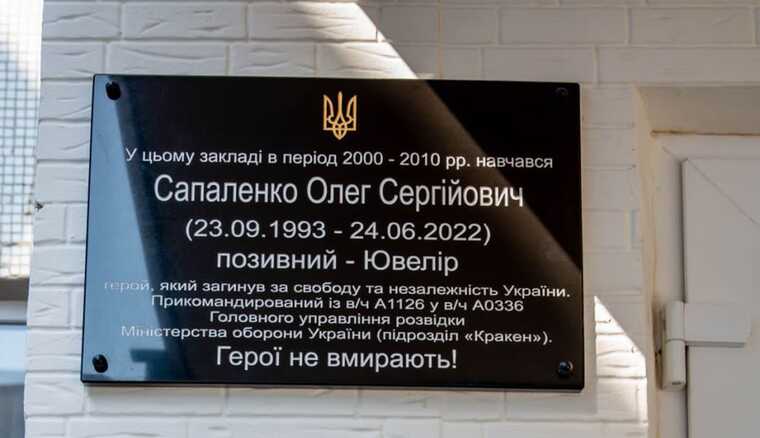 У цьому закладі в період 2000 - 2010 рр. навчався
Сапаленко Олег Сергійович
(23.09.1993 - 24.06.2022)
позивний - Ювелір
герой, який загинув за свободу та незалежність України.
Прикомандирований із в/ч А1126 у в/ч А0336
Головного управління розвідки
Міністерства оборони України (підрозділ «Кракен»).
Герої не вмирають!